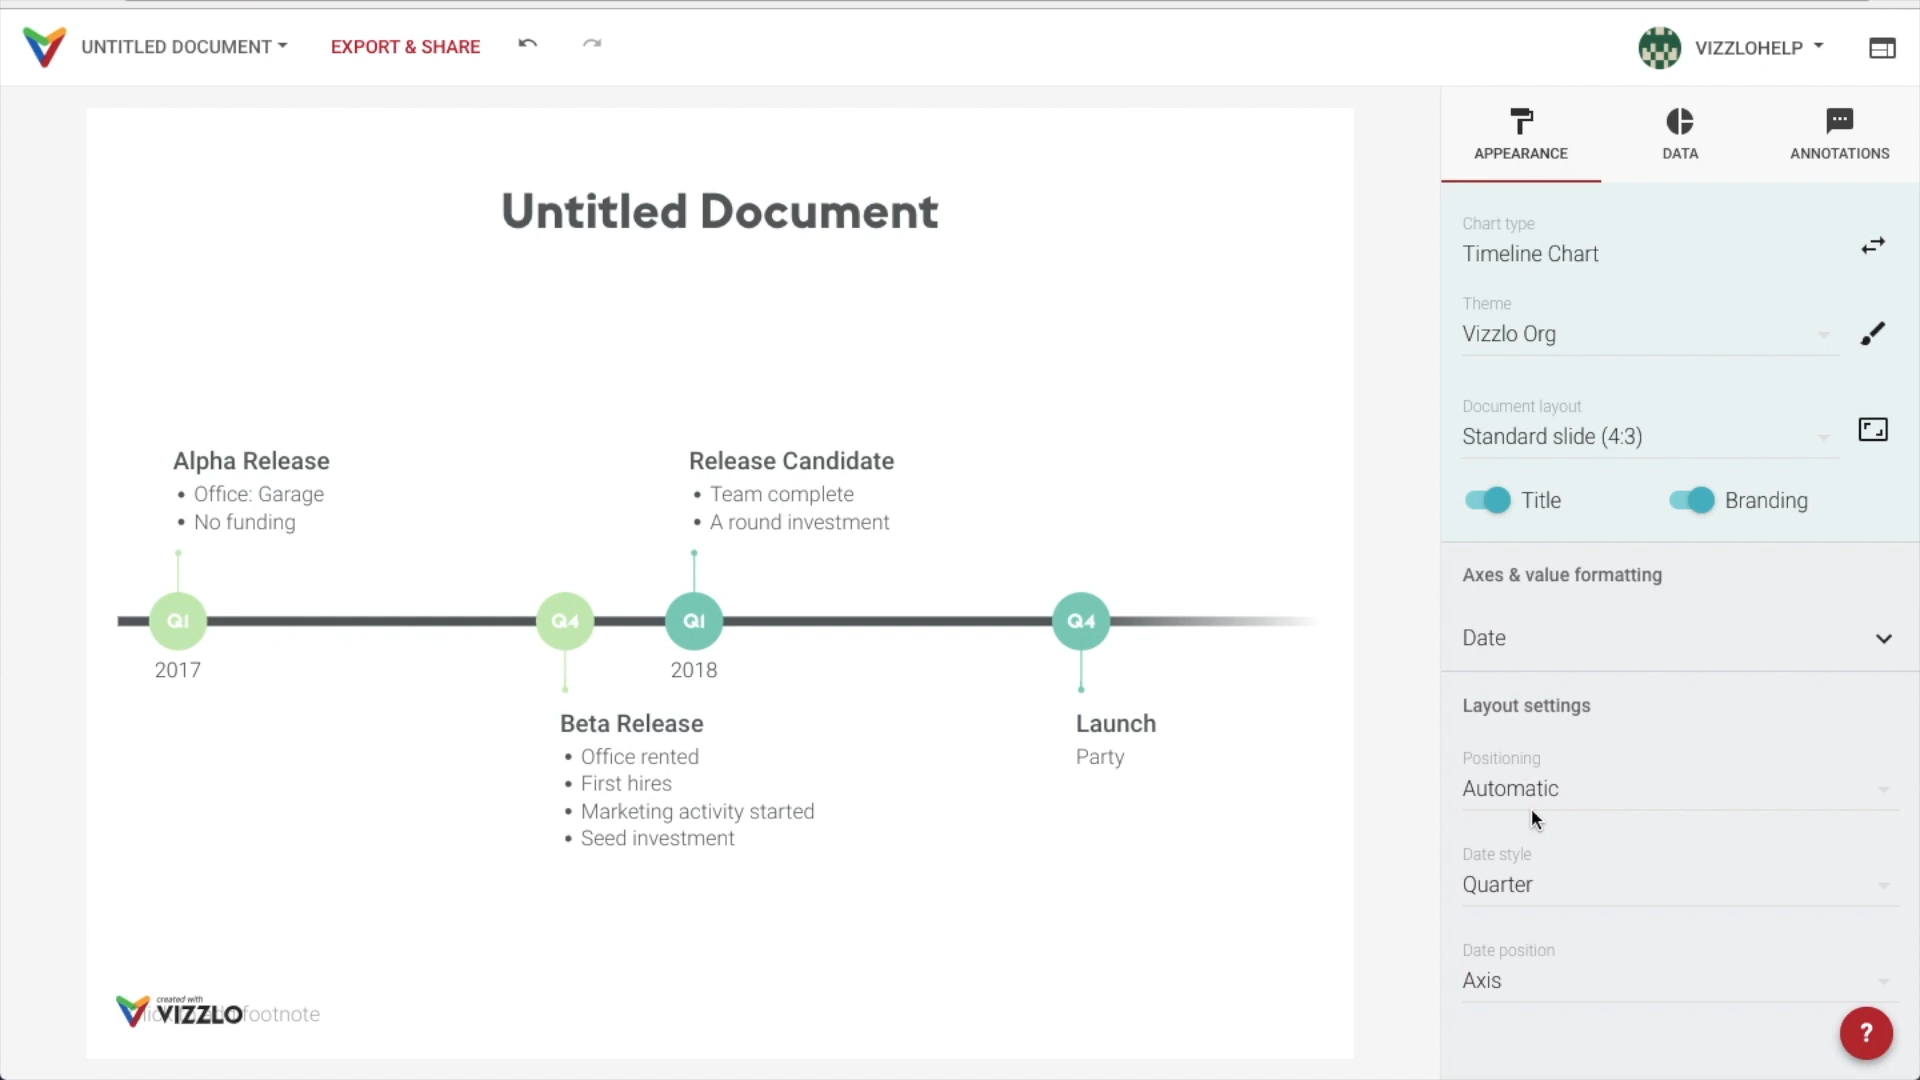 UNTITLED DOCUMENT
EXPORT & SHARE
VIZZLOHELP
APPEARANCE
DATA
ANNOTATIONS
Untitled Document
Alpha Release
• Office: Garage
• No funding
Release Candidate
• Team complete
• A round investment
Q1
Q4
Q1
Q4
2017
2018
Beta Release
• Office rented
• First hires
• Marketing activity started
• Seed investment
Launch
Party
created with
VIZZLO
footnote
Chart type
Timeline Chart
Theme
Vizzlo Org
Document layout
Standard slide (4:3)
Title
Branding
Axes & value formatting
Date
Layout settings
Positioning
Automatic
Date style
Quarter
Date position
Axis
?